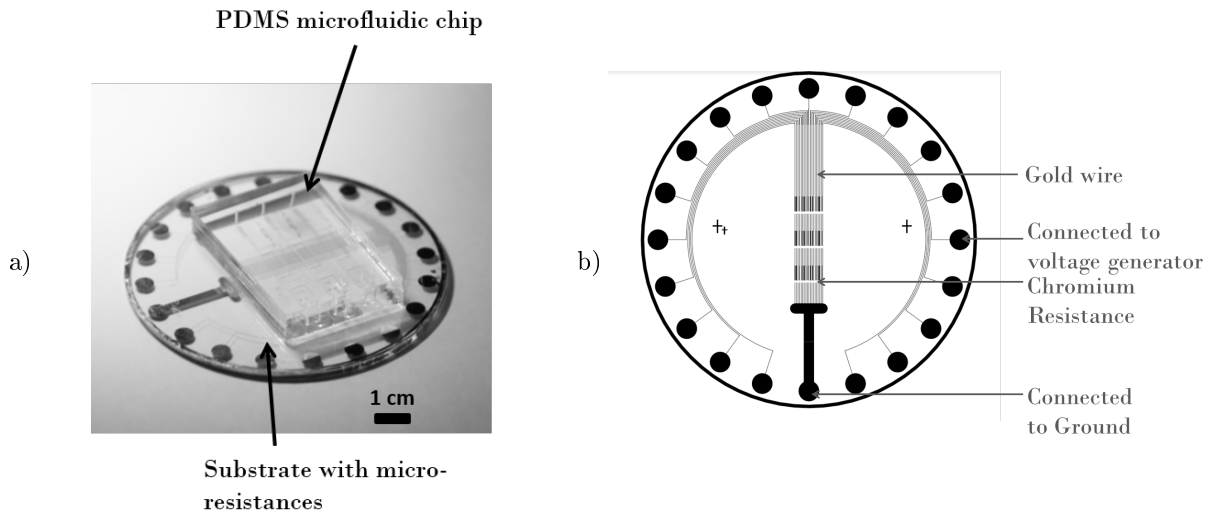 PDMS microfluidic chip
a)
1 cm
Substrate with micro-
resistances
b)
Gold wire
Connected to
voltage generator
Chromium
Resistance
Connected
to Ground